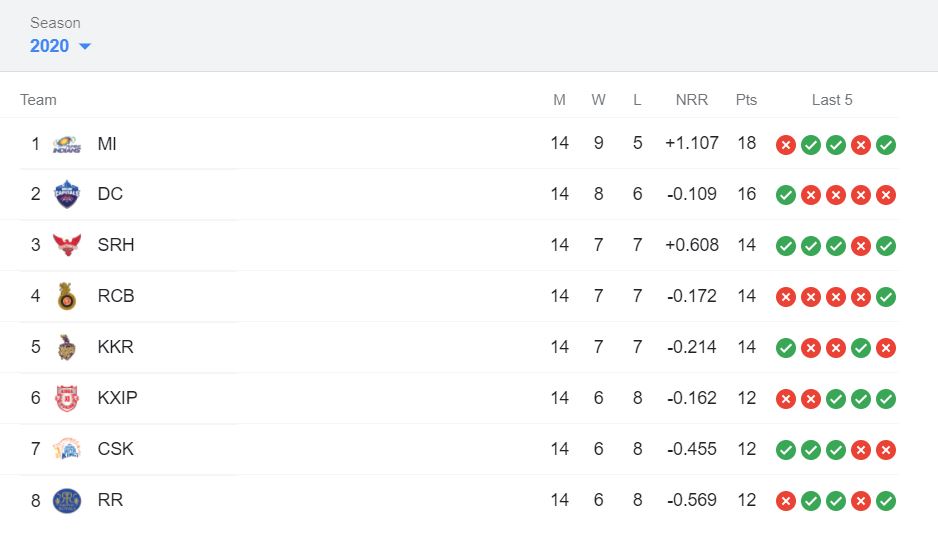 Season
2020
Team M W L NRR Pts Last 5
1 MI 14 9 5 +1.107 18
2 DC 14 8 6 -0.109 16
3 SRH 14 7 7 +0.608 14
4 RCB 14 7 7 -0.172 14
5 KKR 14 7 7 -0.214 14
6 KXIP 14 6 8 -0.162 12
7 CSK 14 6 8 -0.455 12
8 RR 14 6 8 -0.569 12